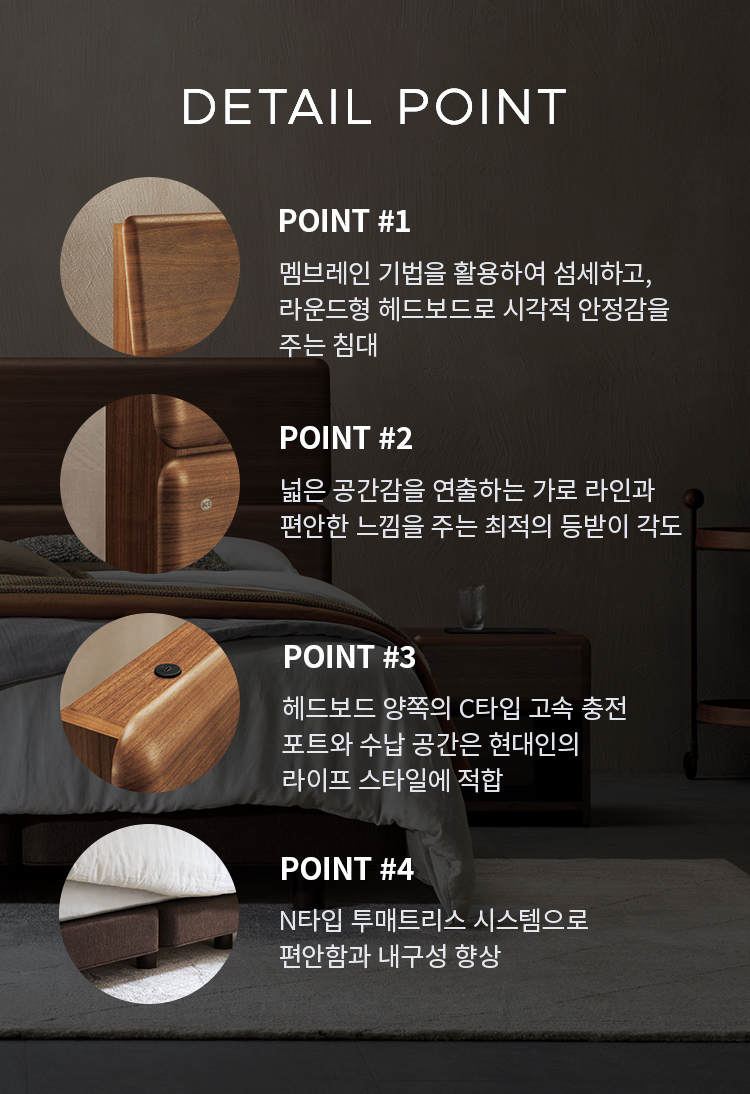 DETAIL POINT
POINT #1
멤브레인 기법을 활용하여 섬세하고,
라운드형 헤드보드로 시각적 안정감을
주는 침대
POINT #2
넓은 공간감을 연출하는 가로 라인과
편안한 느낌을 주는 최적의 등받이 각도
POINT #3
헤드보드 양쪽의 C타입 고속 충전
포트와 수납 공간은 현대인의
라이프 스타일에 적합
POINT #4
N타입 투매트리스 시스템으로
편안함과 내구성 향상